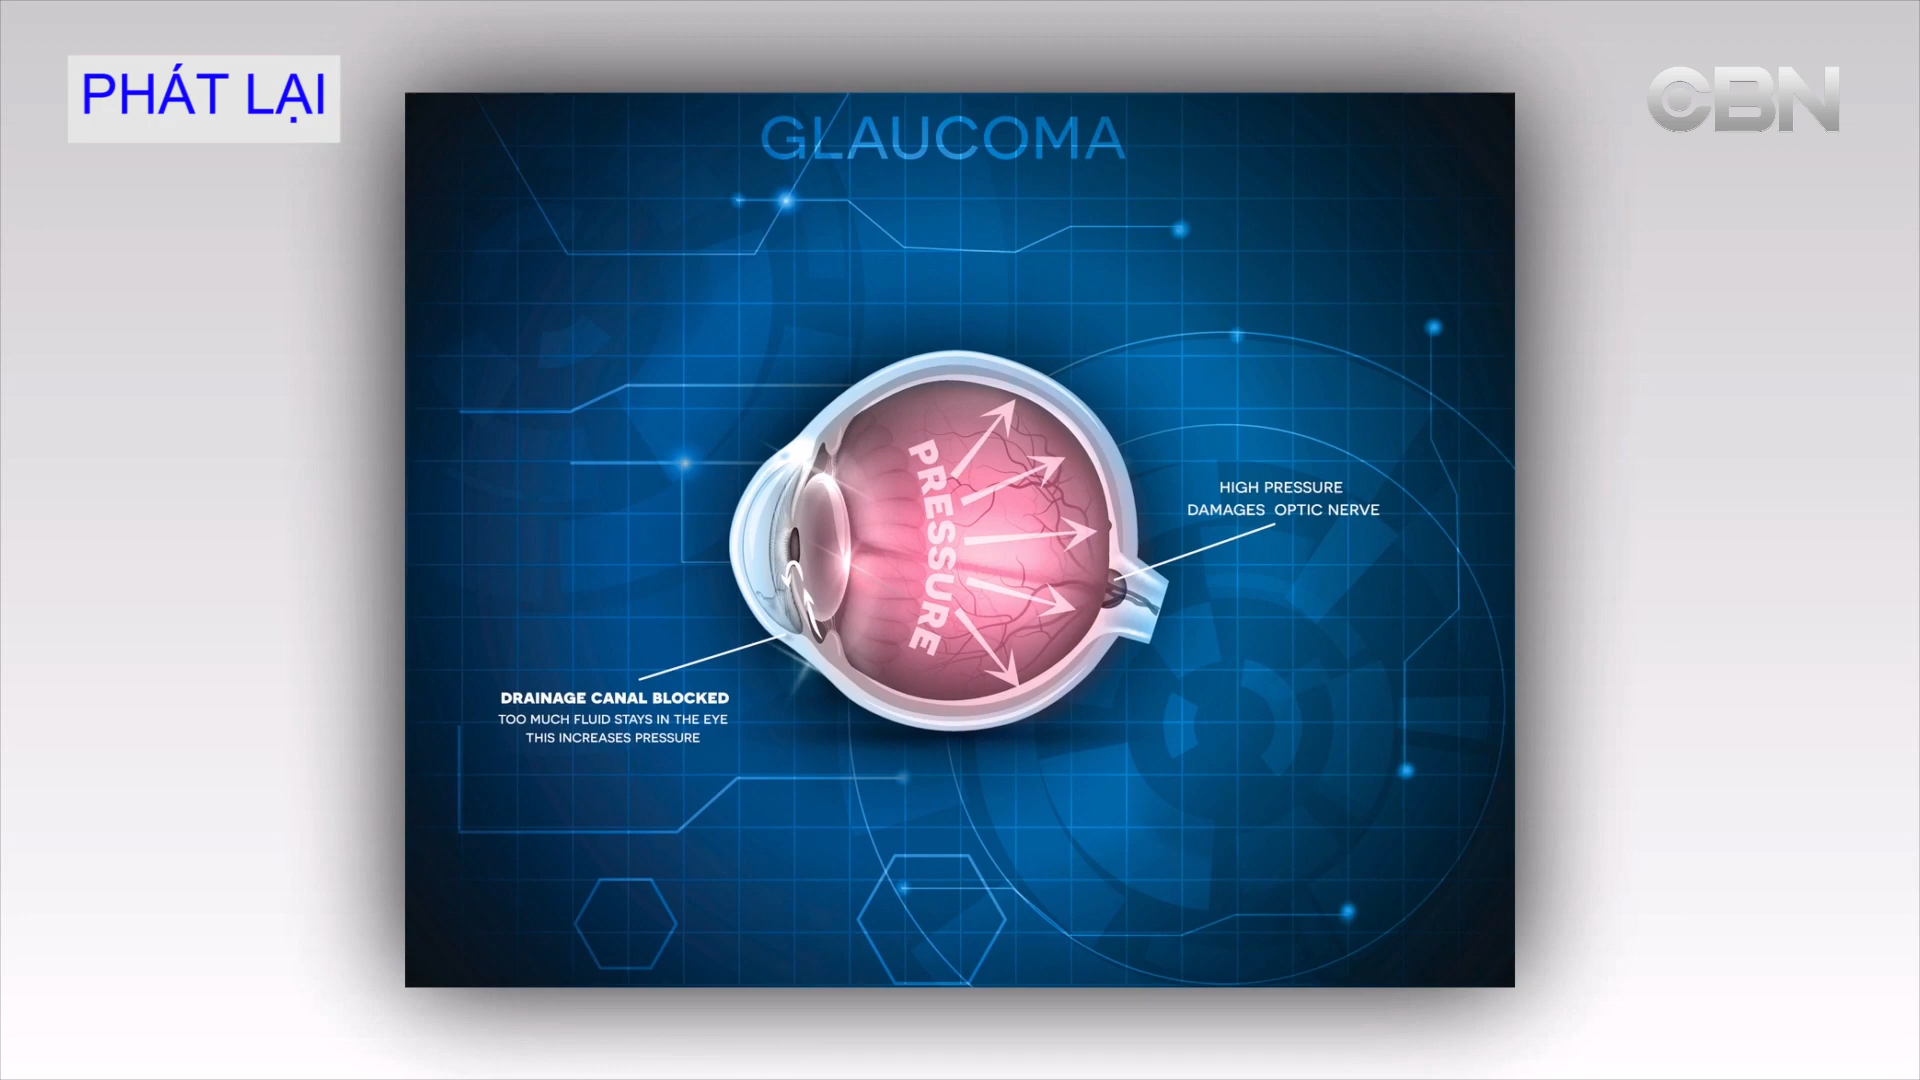 PHÁT LẠI
CBN
GLAUCOMA
PRESSURE
HIGH PRESSURE
DAMAGES OPTIC NERVE
DRAINAGE CANAL BLOCKED
TOO MUCH FLUID STAYS IN THE EYE
THIS INCREASES PRESSURE